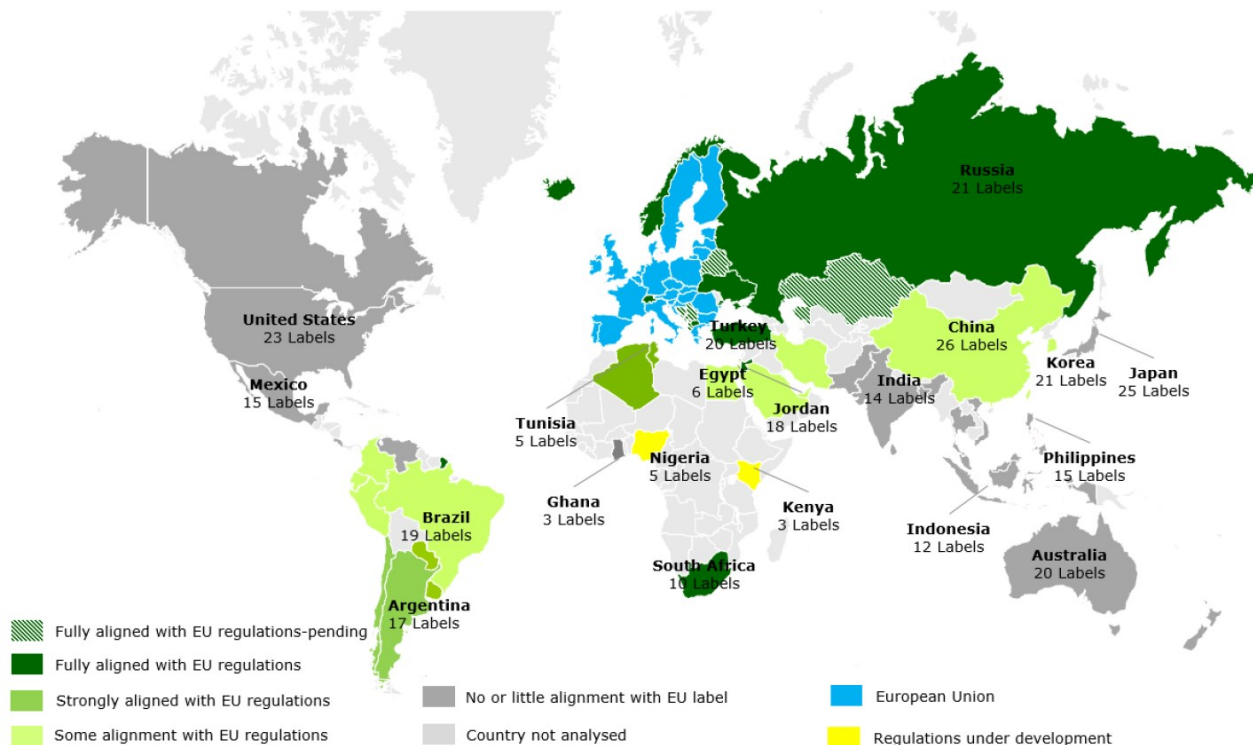 Russia
21 Labels
United States
23 Labels
Turkey
20 Labels
China
26 Labels
Korea
21 Labels
Japan
25 Labels
Mexico
15 Labels
Egypt
6 Labels
India
14 Labels
Jordan
18 Labels
Tunisia
5 Labels
Nigeria
5 Labels
Philippines
15 Labels
Ghana
3 Labels
Kenya
3 Labels
Brazil
19 Labels
Indonesia
12 Labels
South Africa
10 Labels
Australia
20 Labels
Argentina
17 Labels
Fully aligned with EU regulations-pending
Fully aligned with EU regulations
Strongly aligned with EU regulations
Some alignment with EU regulations
No or little alignment with EU label
Country not analysed
European Union
Regulations under development